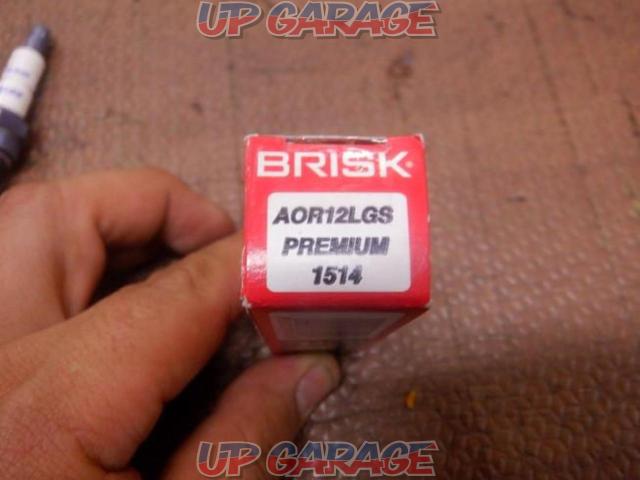 UP GARAGE
BRISK
AOR12LGS
PREMIUM
1514
UP GARAGE